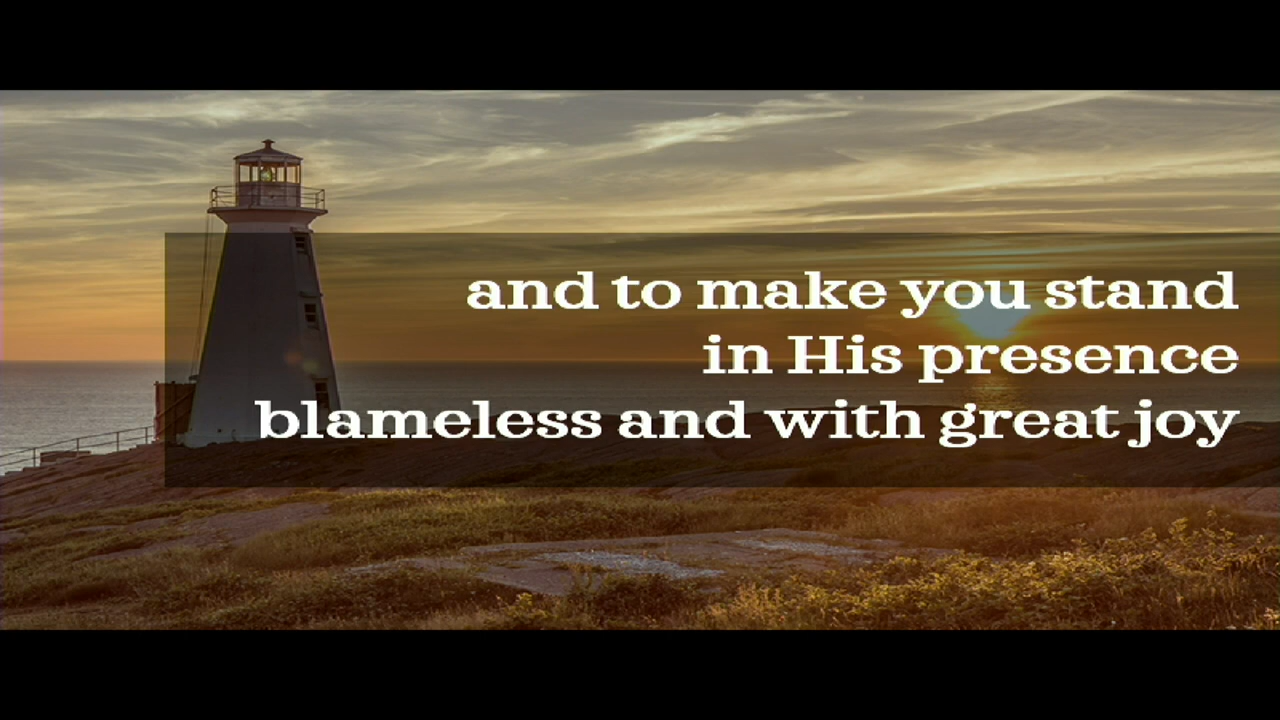 and to make you stand
in His presence
blameless and with great joy